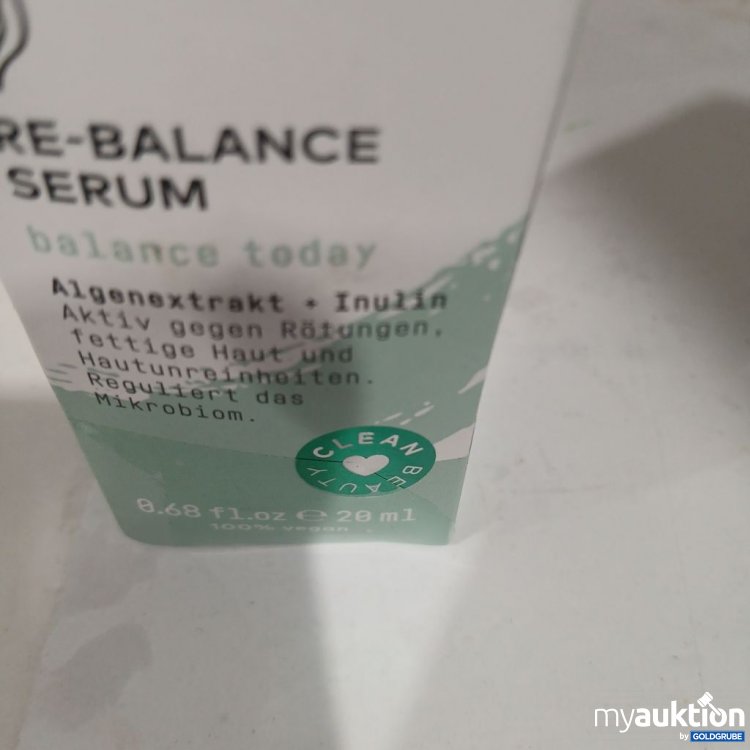 RE-BALANCE
SERUM
balance today
Algenextrakt + Inulin
Aktiv gegen Rötungen,
fettige Haut und
Hautunreinheiten.
Reguliert das
Mikrobiom.
CLEAN BEAUTY
0.68 fl.oz ℮ 20 ml
100% vegan
myauktion
by GOLDGRUBE